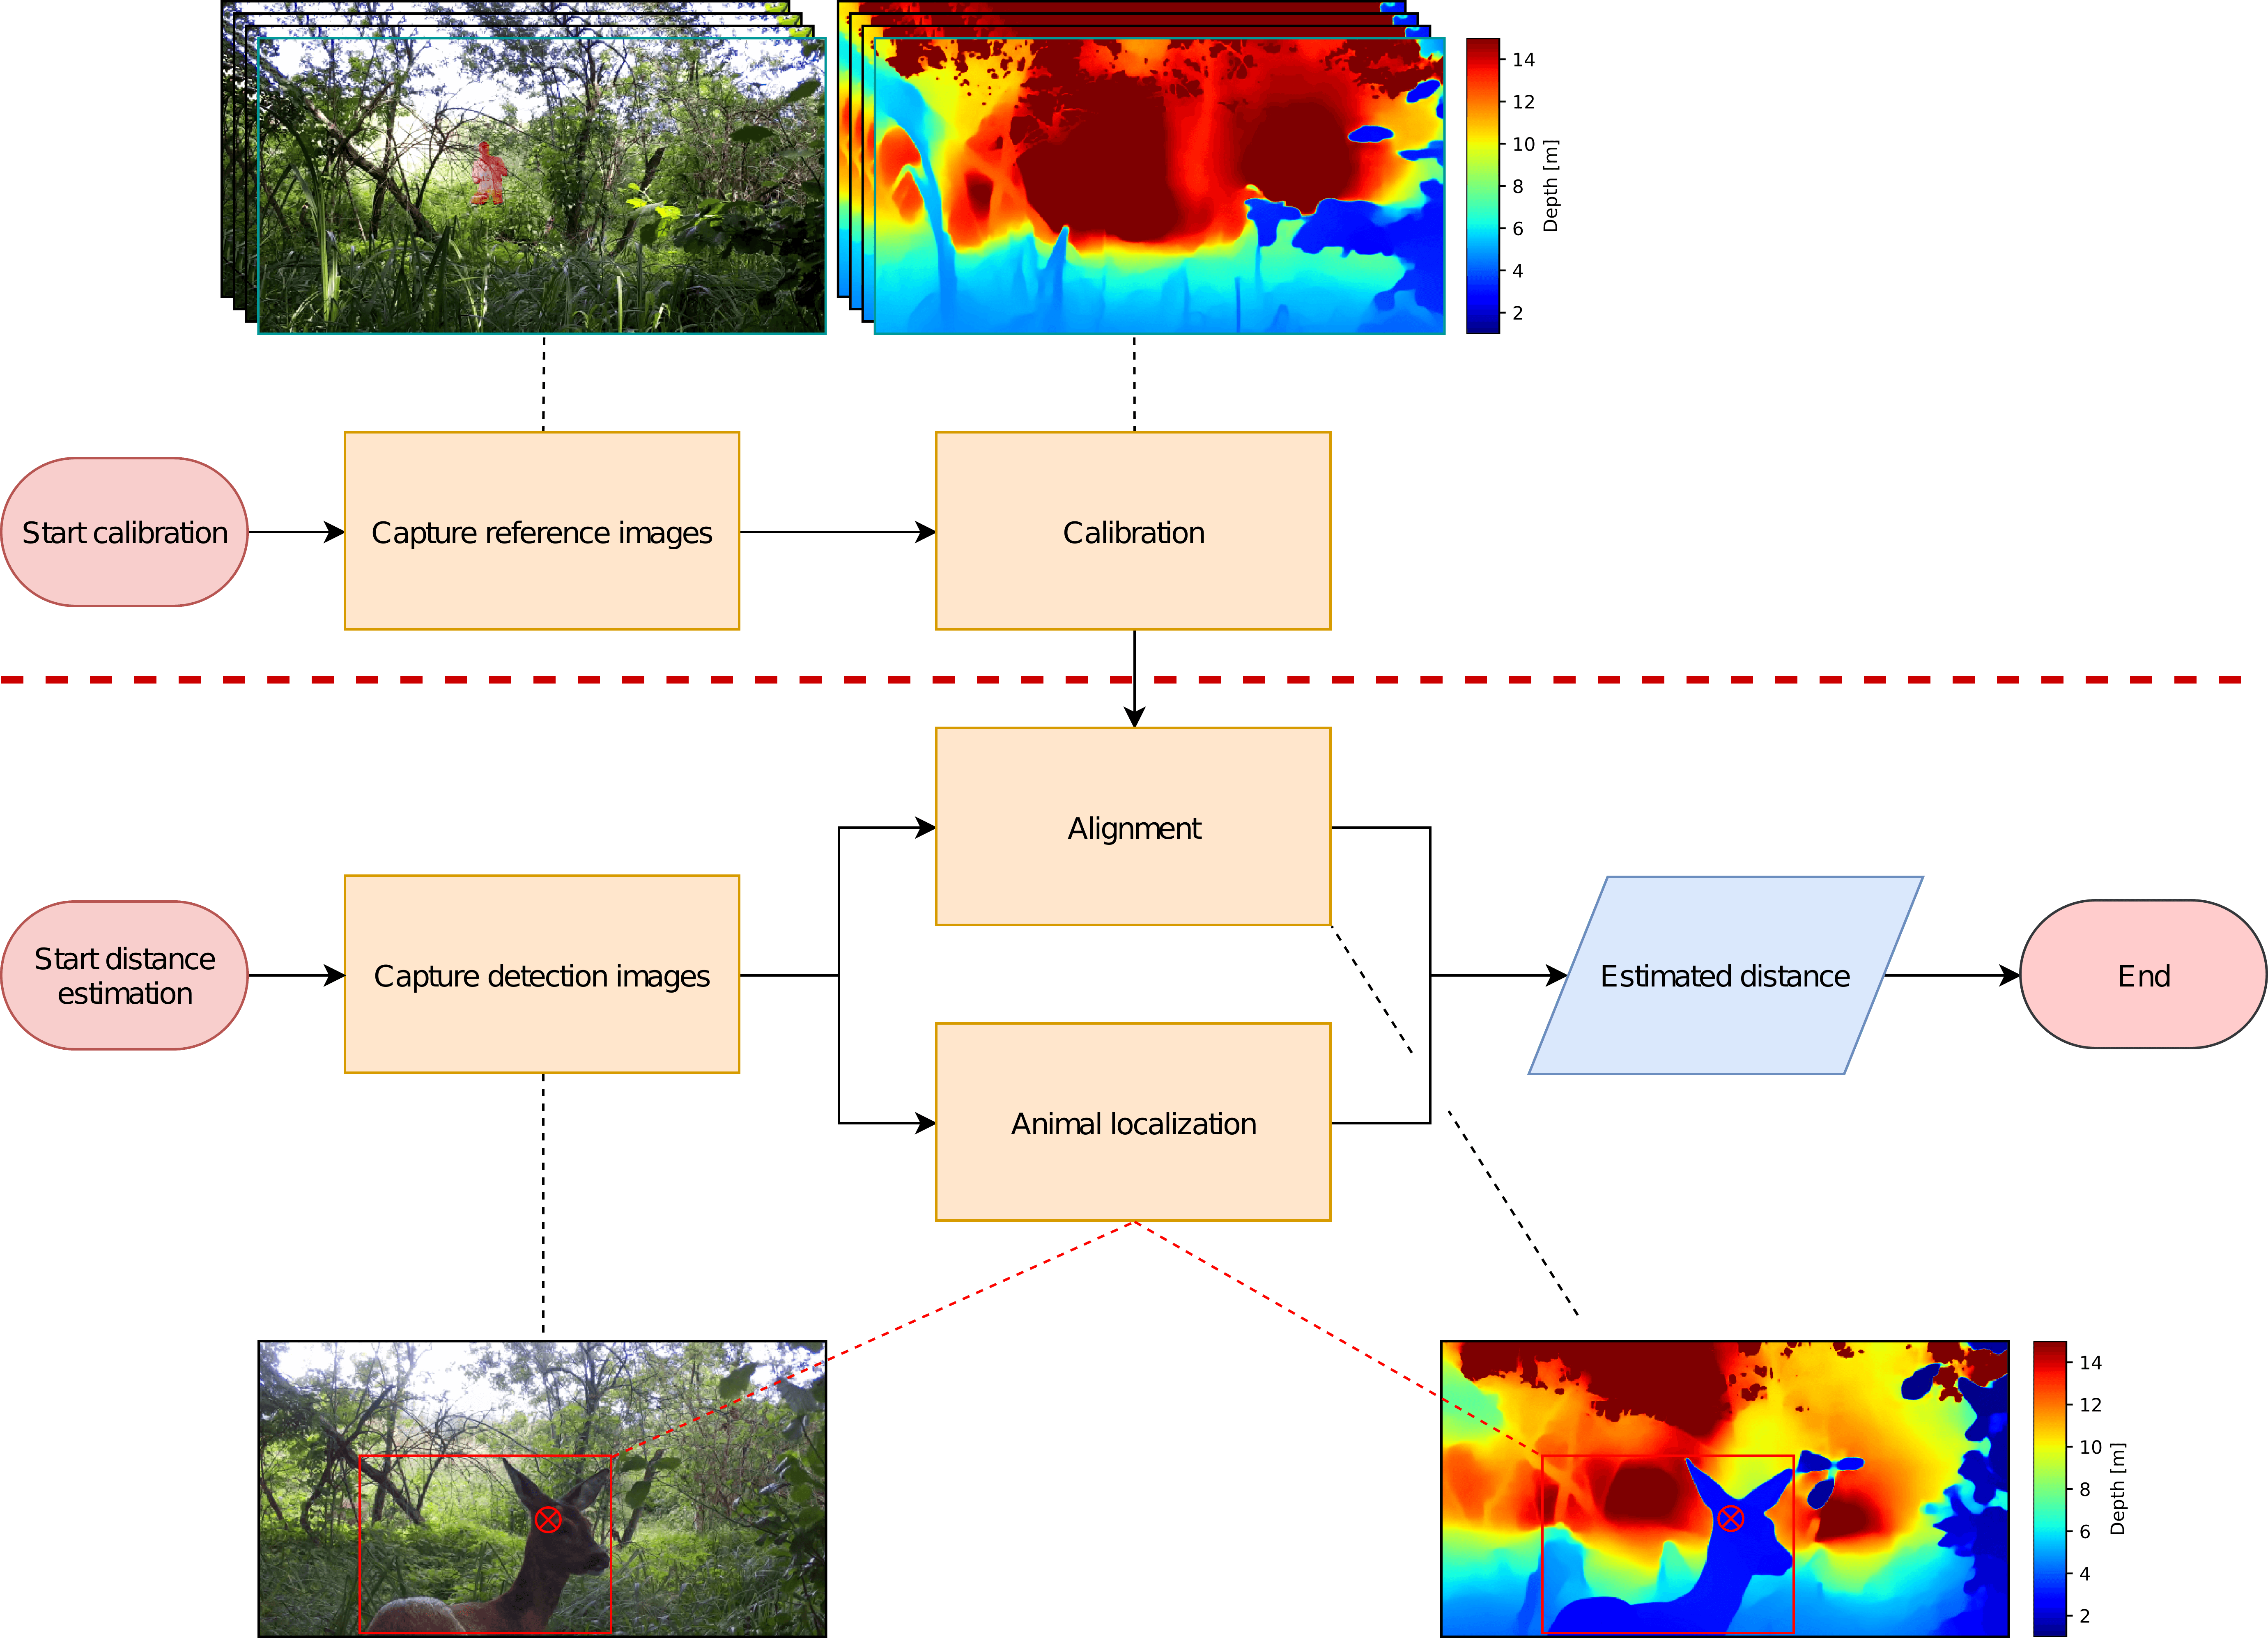 14
12
10
8
6
4
2
Depth [m]
Start calibration
Capture reference images
Calibration
Alignment
Start distance
estimation
Capture detection images
Estimated distance
End
Animal localization
14
12
10
8
6
4
2
Depth [m]